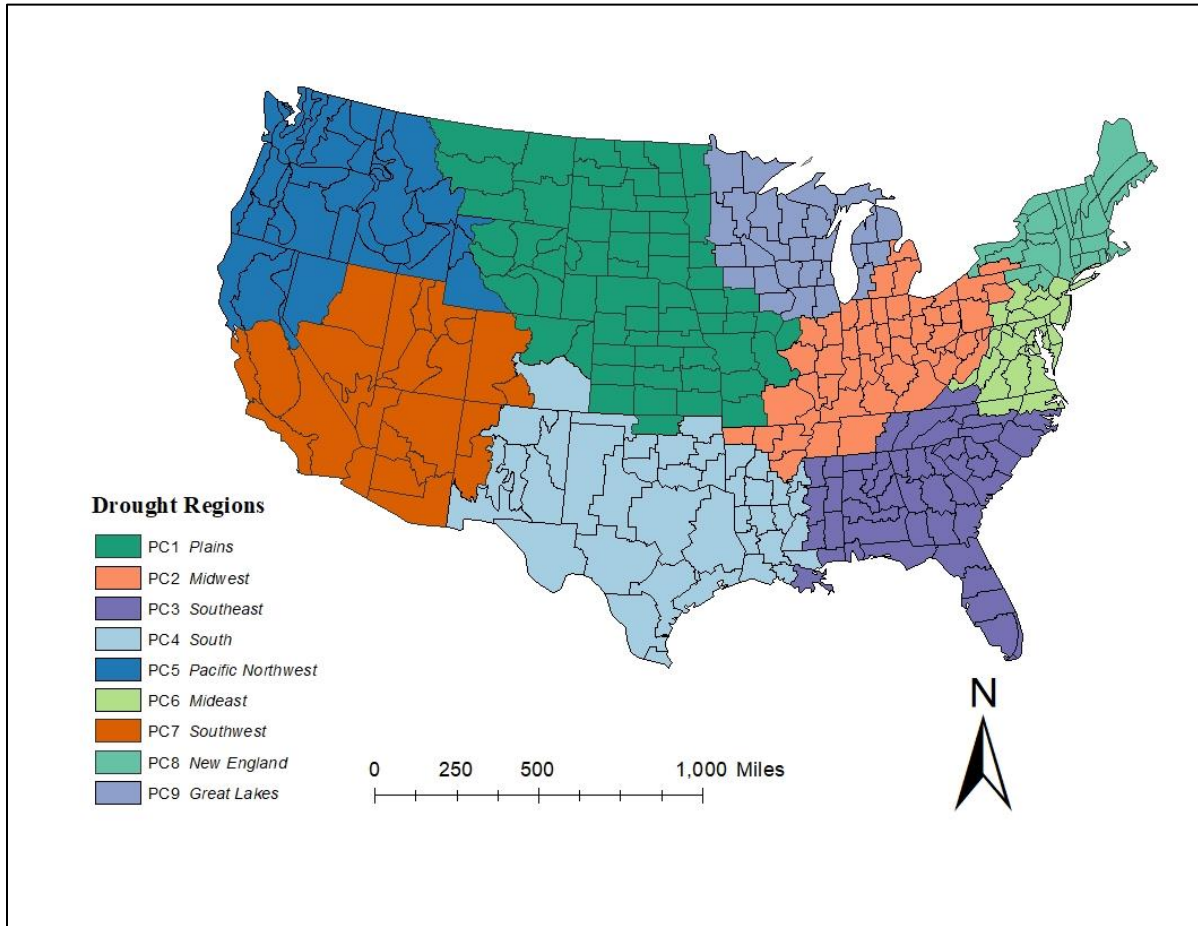 Drought Regions
PC1 Plains
PC2 Midwest
PC3 Southeast
PC4 South
PC5 Pacific Northwest
PC6 Mideast
PC7 Southwest
PC8 New England
PC9 Great Lakes
0 250 500 1,000 Miles
N